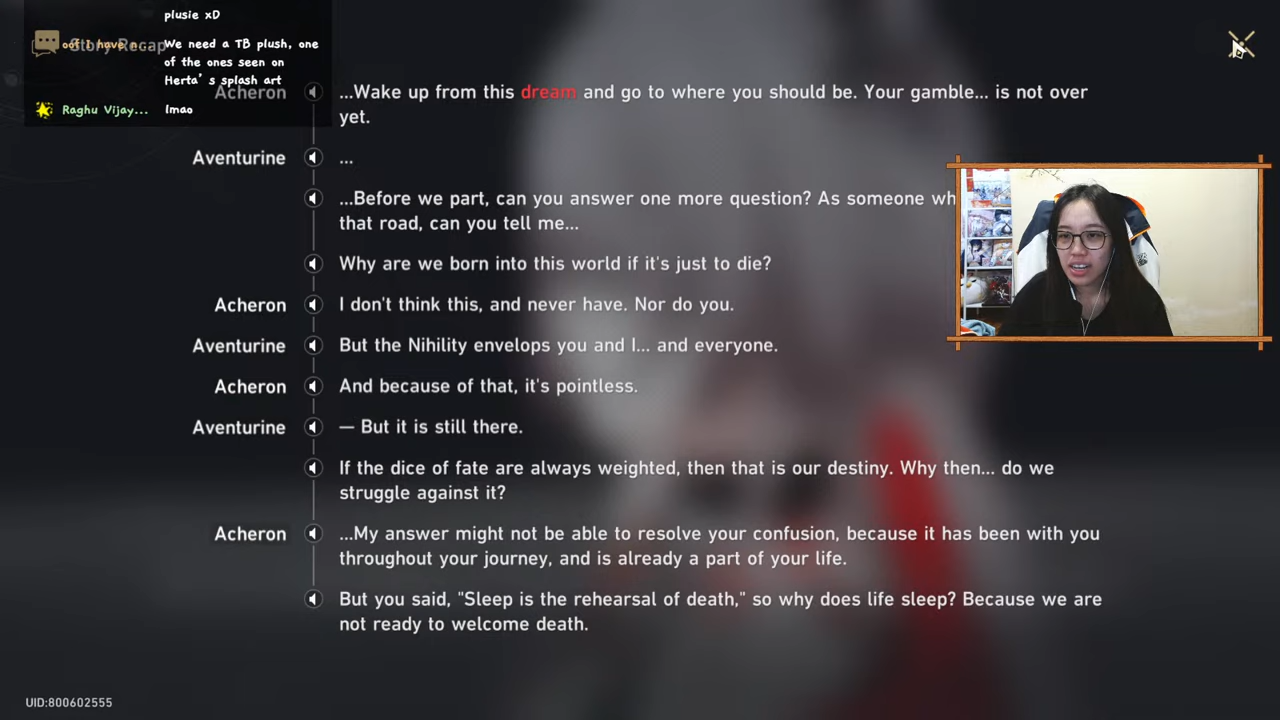 plusie xD
oof I have n...
Story Recap
We need a TB plush, one
of the ones seen on
Herta's splash art
Raghu Vijay... lmao
Acheron ...Wake up from this dream and go to where you should be. Your gamble... is not over
yet.
Aventurine ...
...Before we part, can you answer one more question? As someone wh
that road, can you tell me...
Why are we born into this world if it's just to die?
Acheron I don't think this, and never have. Nor do you.
Aventurine But the Nihility envelops you and I... and everyone.
Acheron And because of that, it's pointless.
Aventurine — But it is still there.
If the dice of fate are always weighted, then that is our destiny. Why then... do we
struggle against it?
Acheron ...My answer might not be able to resolve your confusion, because it has been with you
throughout your journey, and is already a part of your life.
But you said, "Sleep is the rehearsal of death," so why does life sleep? Because we are
not ready to welcome death.
UID:800602555